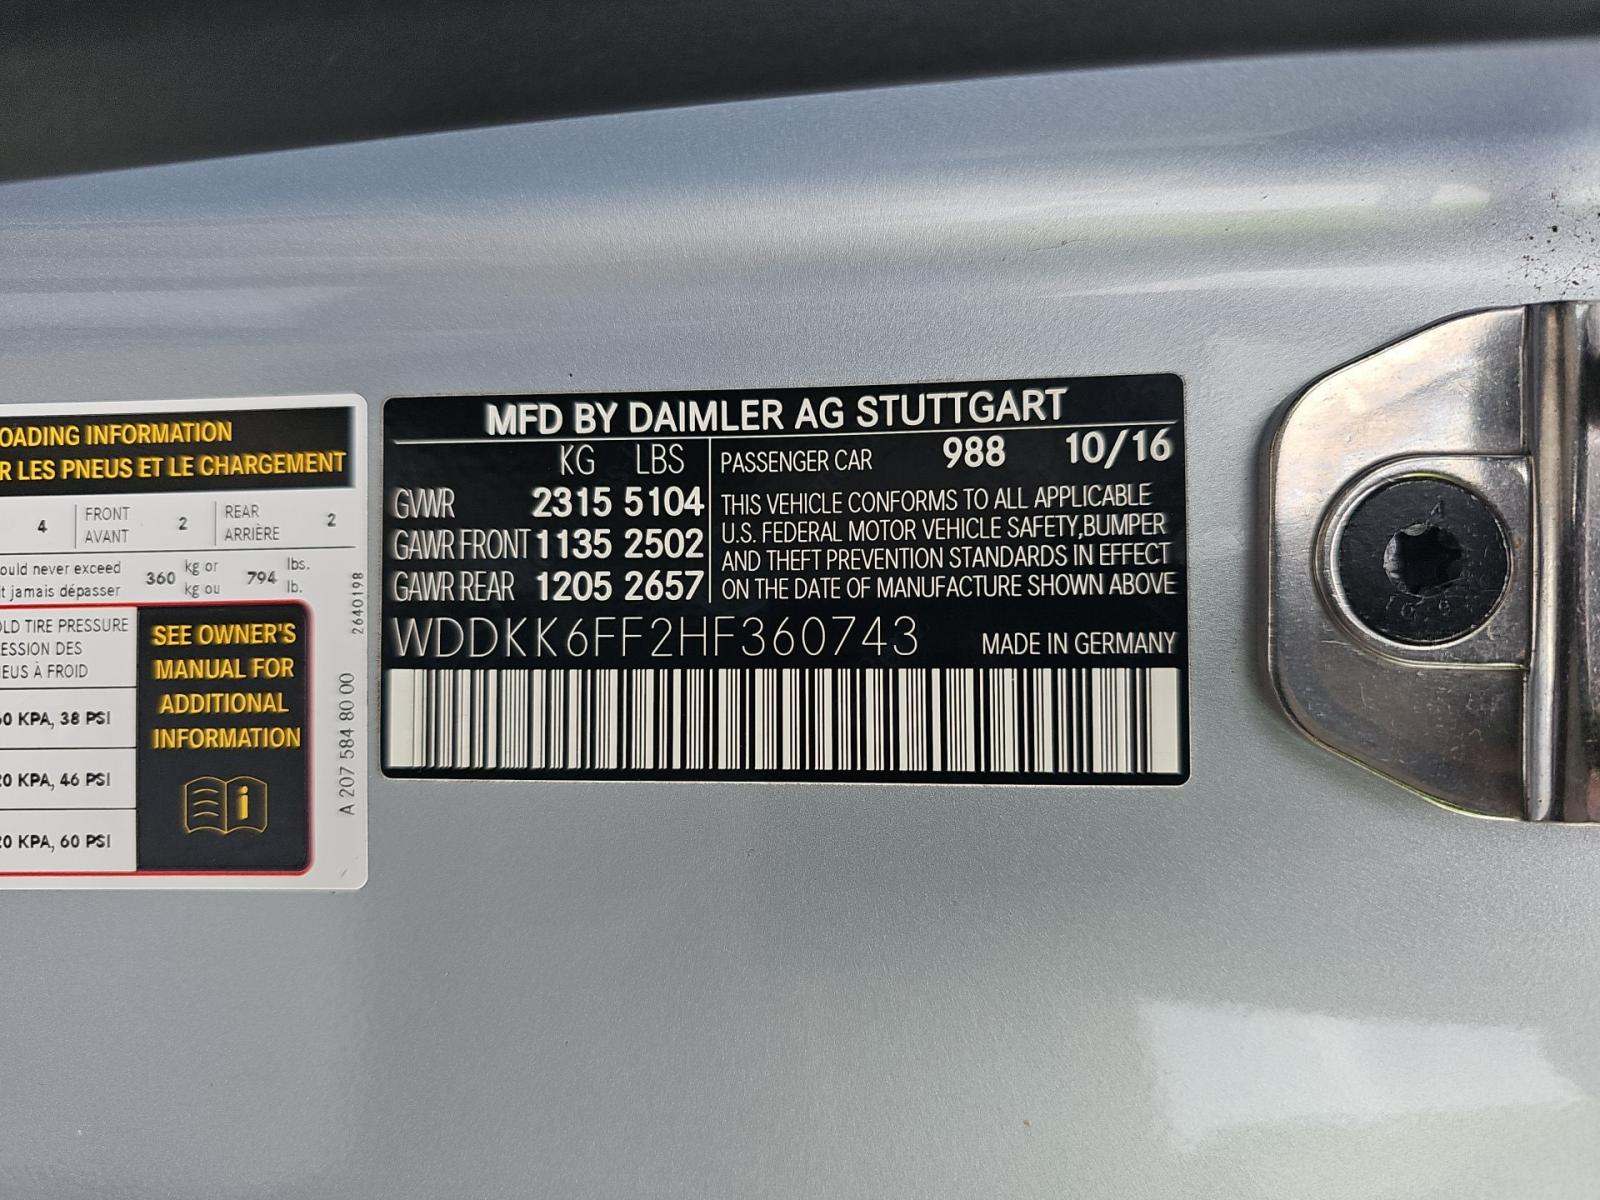 OADING INFORMATION
R LES PNEUS ET LE CHARGEMENT
4 FRONT AVANT 2 REAR ARRIÈRE 2
ould never exceed 360 kg or 794 lbs.
t jamais dépasser kg ou lb.
OLD TIRE PRESSURE
ESSION DES
NEUS À FROID
60 KPA, 38 PSI
20 KPA, 46 PSI
20 KPA, 60 PSI
SEE OWNER'S
MANUAL FOR
ADDITIONAL
INFORMATION
i
2640198
A 207 584 80 00
MFD BY DAIMLER AG STUTTGART
KG LBS
GVWR 2315 5104
GAWR FRONT 1135 2502
GAWR REAR 1205 2657
PASSENGER CAR 988 10/16
THIS VEHICLE CONFORMS TO ALL APPLICABLE
U.S. FEDERAL MOTOR VEHICLE SAFETY,BUMPER
AND THEFT PREVENTION STANDARDS IN EFFECT
ON THE DATE OF MANUFACTURE SHOWN ABOVE
WDDKK6FF2HF360743 MADE IN GERMANY